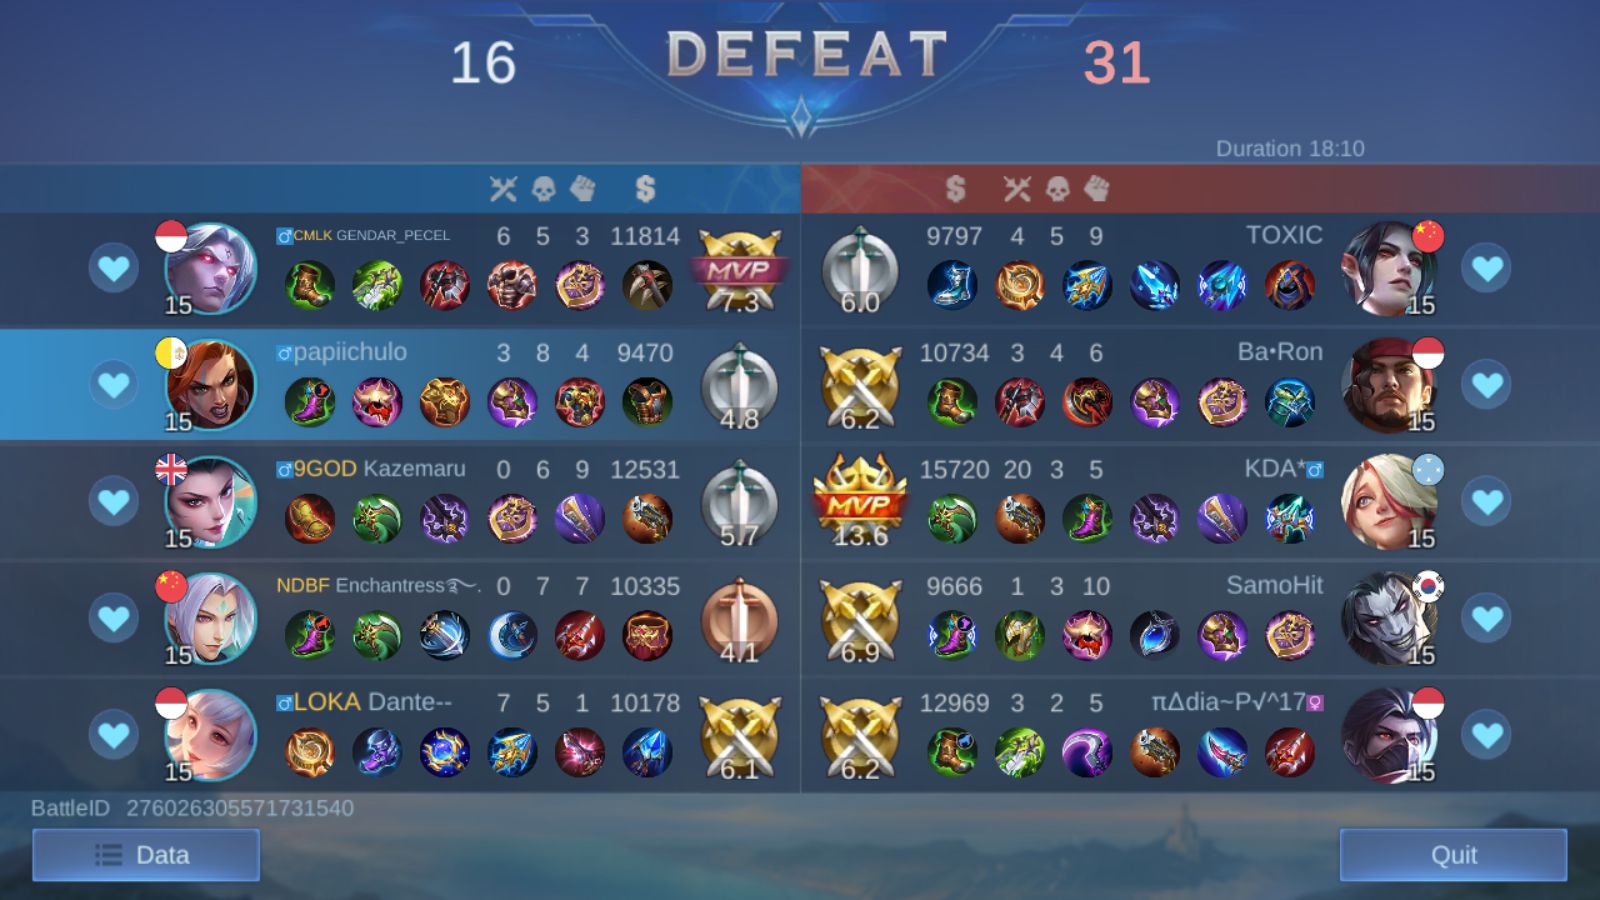 16 DEFEAT 31
Duration 18:10
CMLK GENDAR_PECEL 6 5 3 11814 MVP 7.3 15
6.0 9797 4 5 9 TOXIC 15
papiichulo 3 8 4 9470 4.8 15
6.2 10734 3 4 6 Ba•Ron 15
9GOD Kazemaru 0 6 9 12531 5.7 15
MVP 13.6 15720 20 3 5 KDA* 15
NDBF Enchantress 0 7 7 10335 4.1 15
6.9 9666 1 3 10 SamoHit 15
LOKA Dante-- 7 5 1 10178 6.1 15
6.2 12969 3 2 5 πΔdia~P√^17 15
BattleID 276026305571731540
Data
Quit